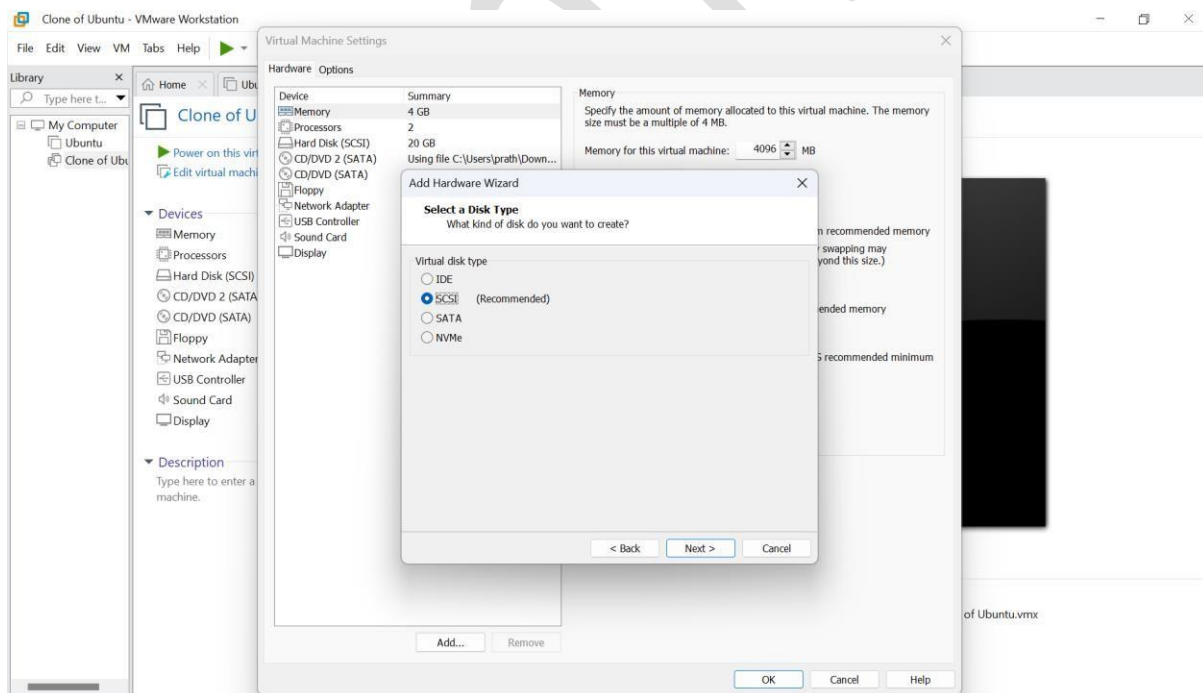 Clone of Ubuntu - VMware Workstation
File Edit View VM Tabs Help
Library
Type here t...
My Computer
Ubuntu
Clone of Ubu
Home
Ubu
Clone of U
Power on this virt
Edit virtual machi
Devices
Memory
Processors
Hard Disk (SCSI)
CD/DVD 2 (SATA
CD/DVD (SATA)
Floppy
Network Adapter
USB Controller
Sound Card
Display
Description
Type here to enter a
machine.
Virtual Machine Settings
Hardware Options
Device Summary
Memory 4 GB
Processors 2
Hard Disk (SCSI) 20 GB
CD/DVD 2 (SATA) Using file C:\Users\prath\Down...
CD/DVD (SATA)
Floppy
Network Adapter
USB Controller
Sound Card
Display
Memory
Specify the amount of memory allocated to this virtual machine. The memory
size must be a multiple of 4 MB.
Memory for this virtual machine: 4096 MB
recommended memory
swapping may
yond this size.)
ended memory
recommended minimum
Add Hardware Wizard
Select a Disk Type
What kind of disk do you want to create?
Virtual disk type
IDE
SCSI (Recommended)
SATA
NVMe
< Back Next > Cancel
Add... Remove
OK Cancel Help
of Ubuntu.vmx